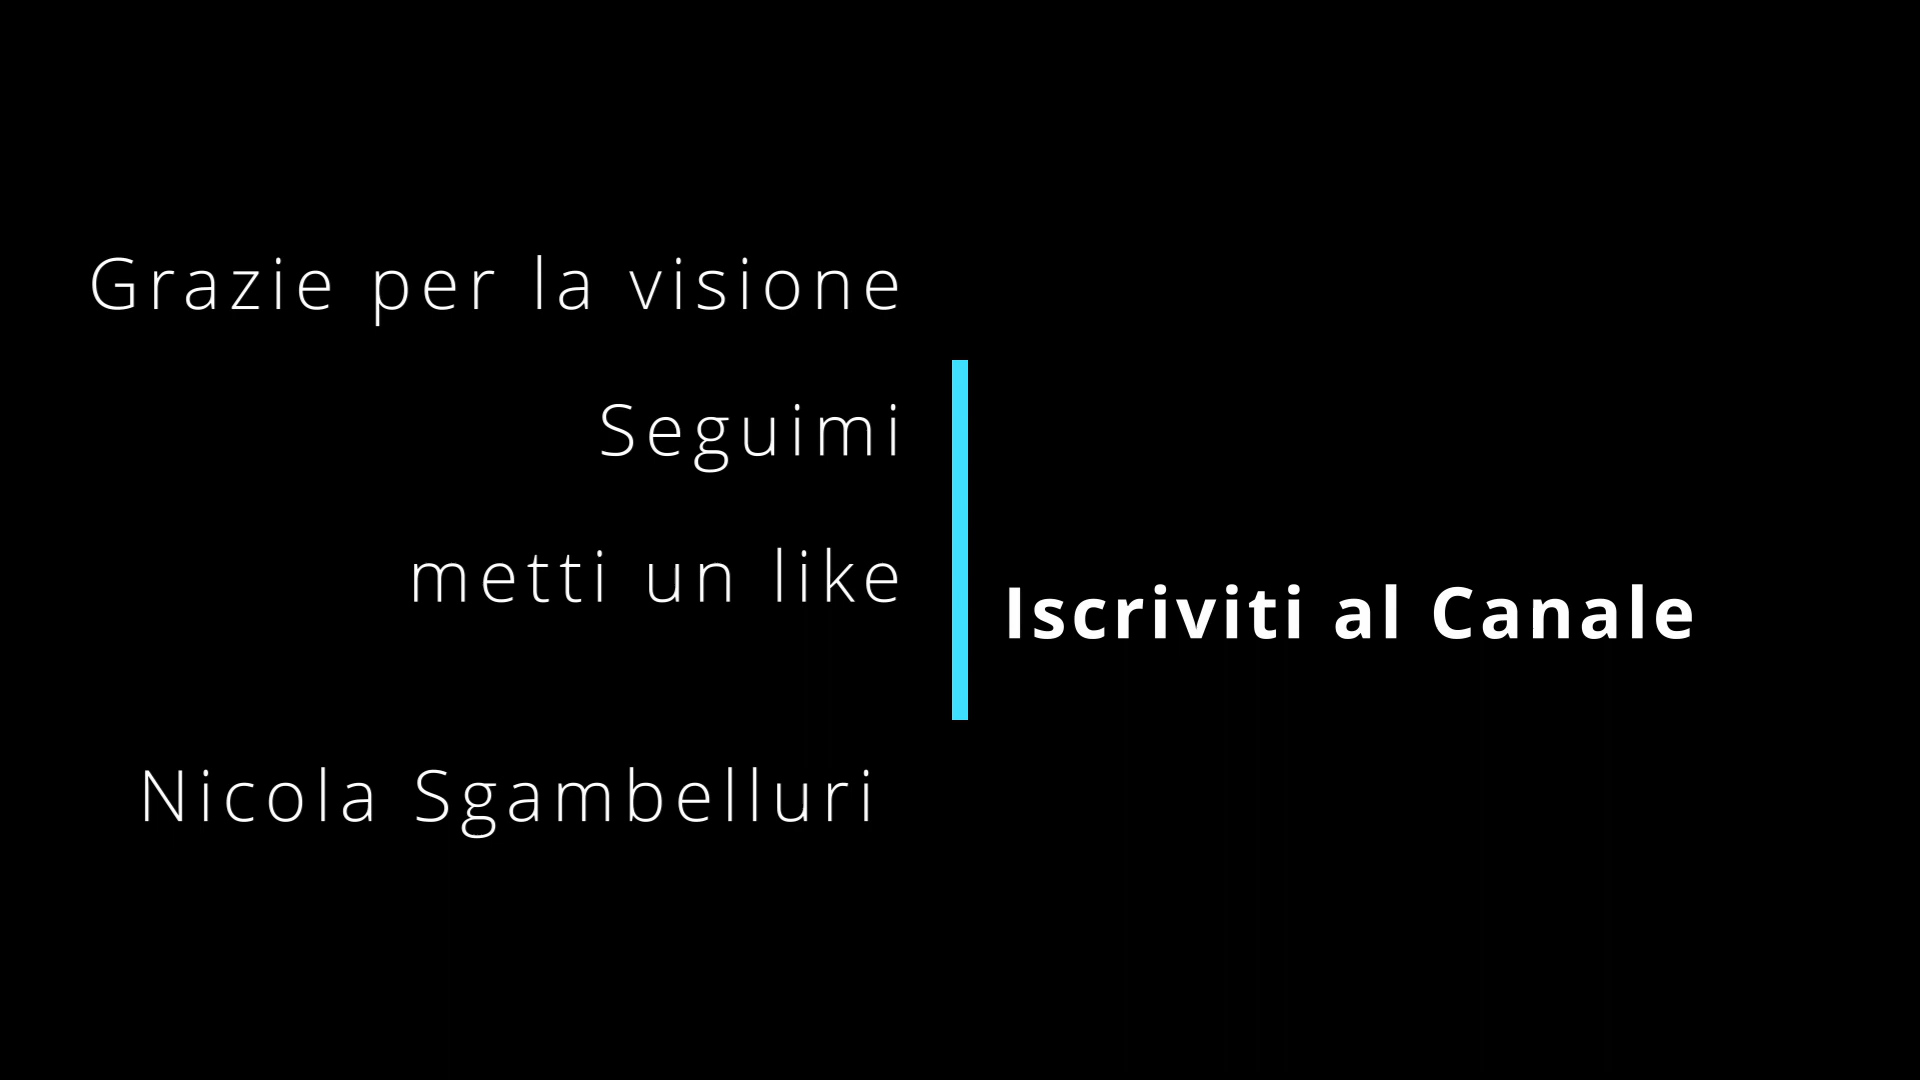 Grazie per la visione
Seguimi
metti un like
Iscriviti al Canale
Nicola Sgambelluri